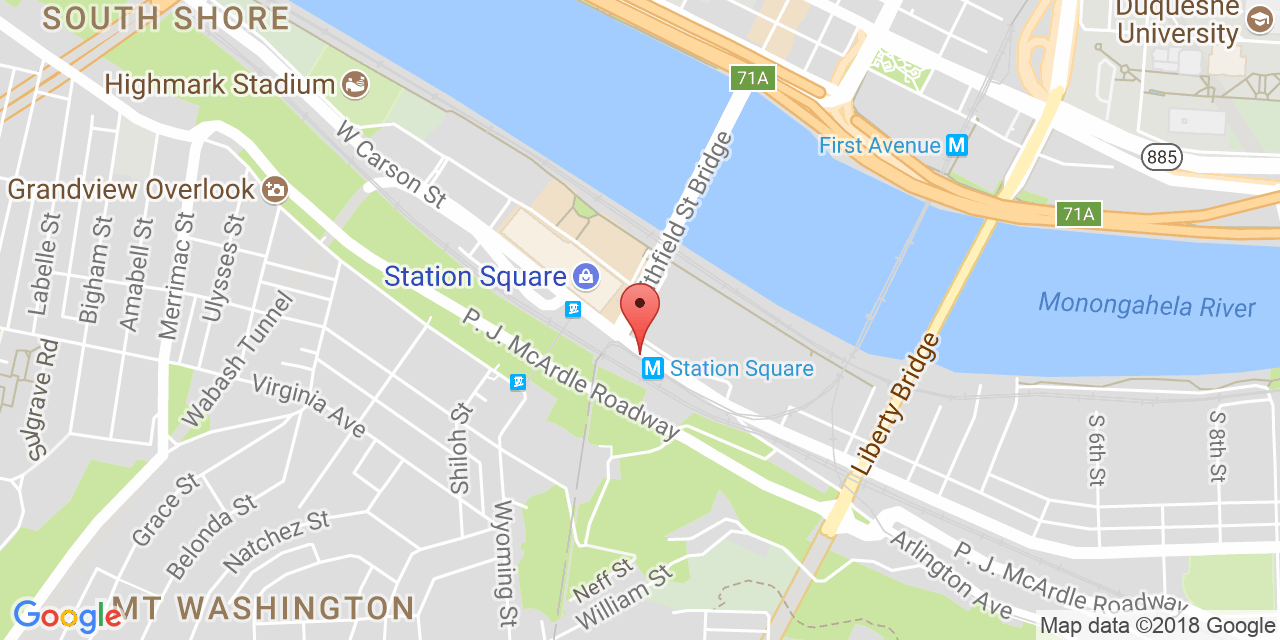 SOUTH SHORE
Duquesne
University
71A
Highmark Stadium
W Carson St
First Avenue M
885
Grandview Overlook
Smithfield St Bridge
71A
Labelle St
Bigham St
Amabell St
Merrimac St
Ulysses St
Station Square
Monongahela River
Wabash Tunnel
P. J. McArdle Roadway
M Station Square
Sulgrave Rd
Virginia Ave
Liberty Bridge
Shiloh St
S 6th St
S 8th St
Grace St
Belonda St
Natchez St
Wyoming St
Arlington Ave
P. J. McArdle Roadway
Neff St
William St
Google
MT WASHINGTON
Map data ©2018 Google